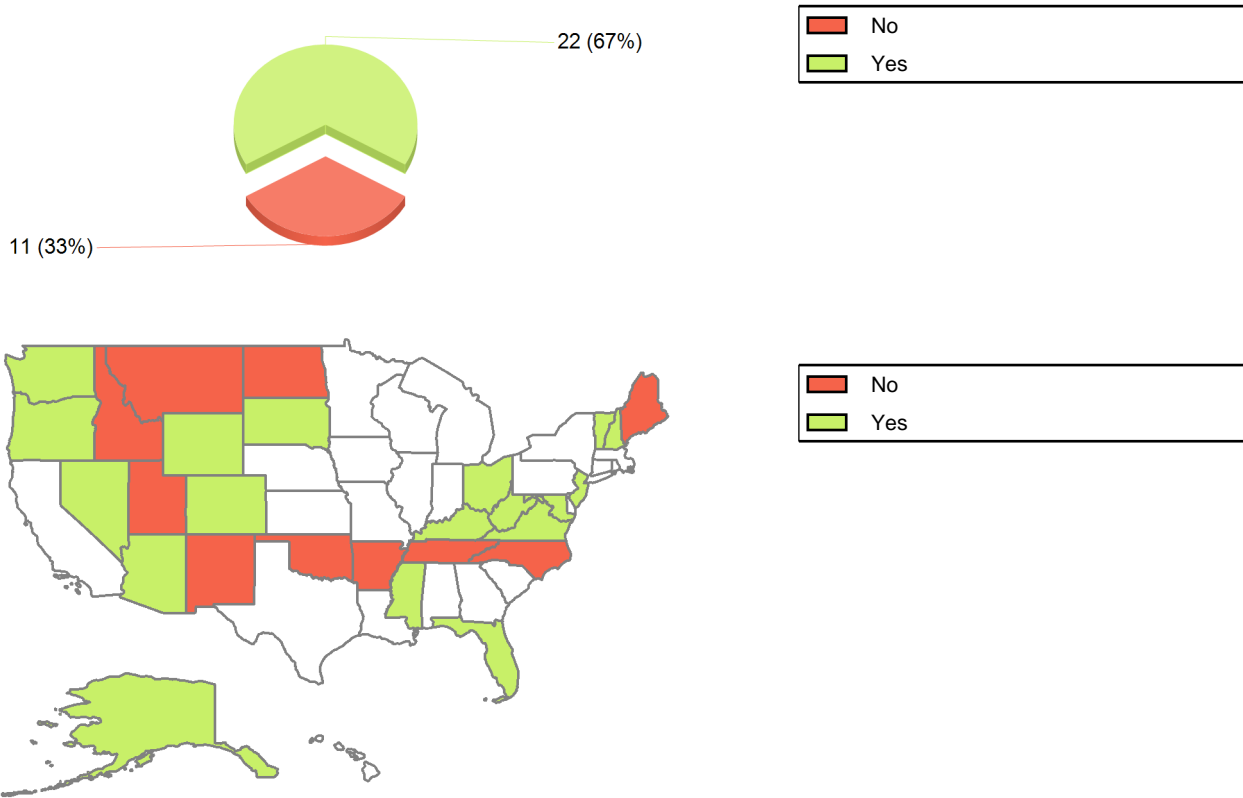 22 (67%)
11 (33%)
No
Yes
No
Yes